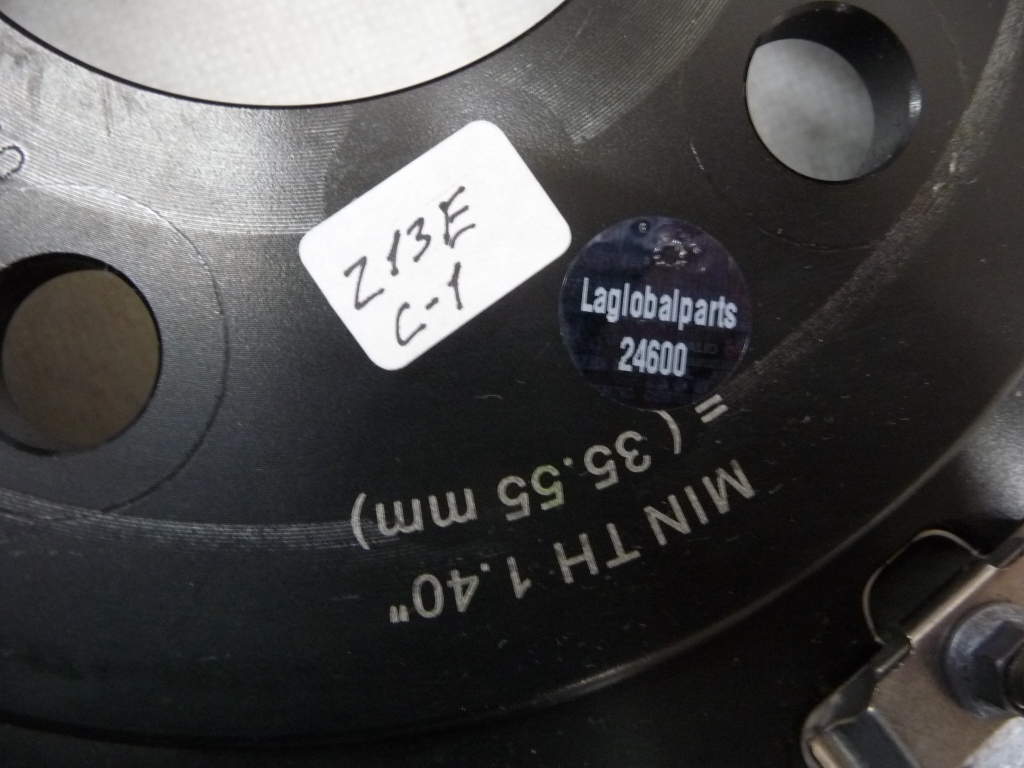 Z13E
C-1
Laglobalparts
24600
MIN TH 1.40"
= ( 35.55 mm)